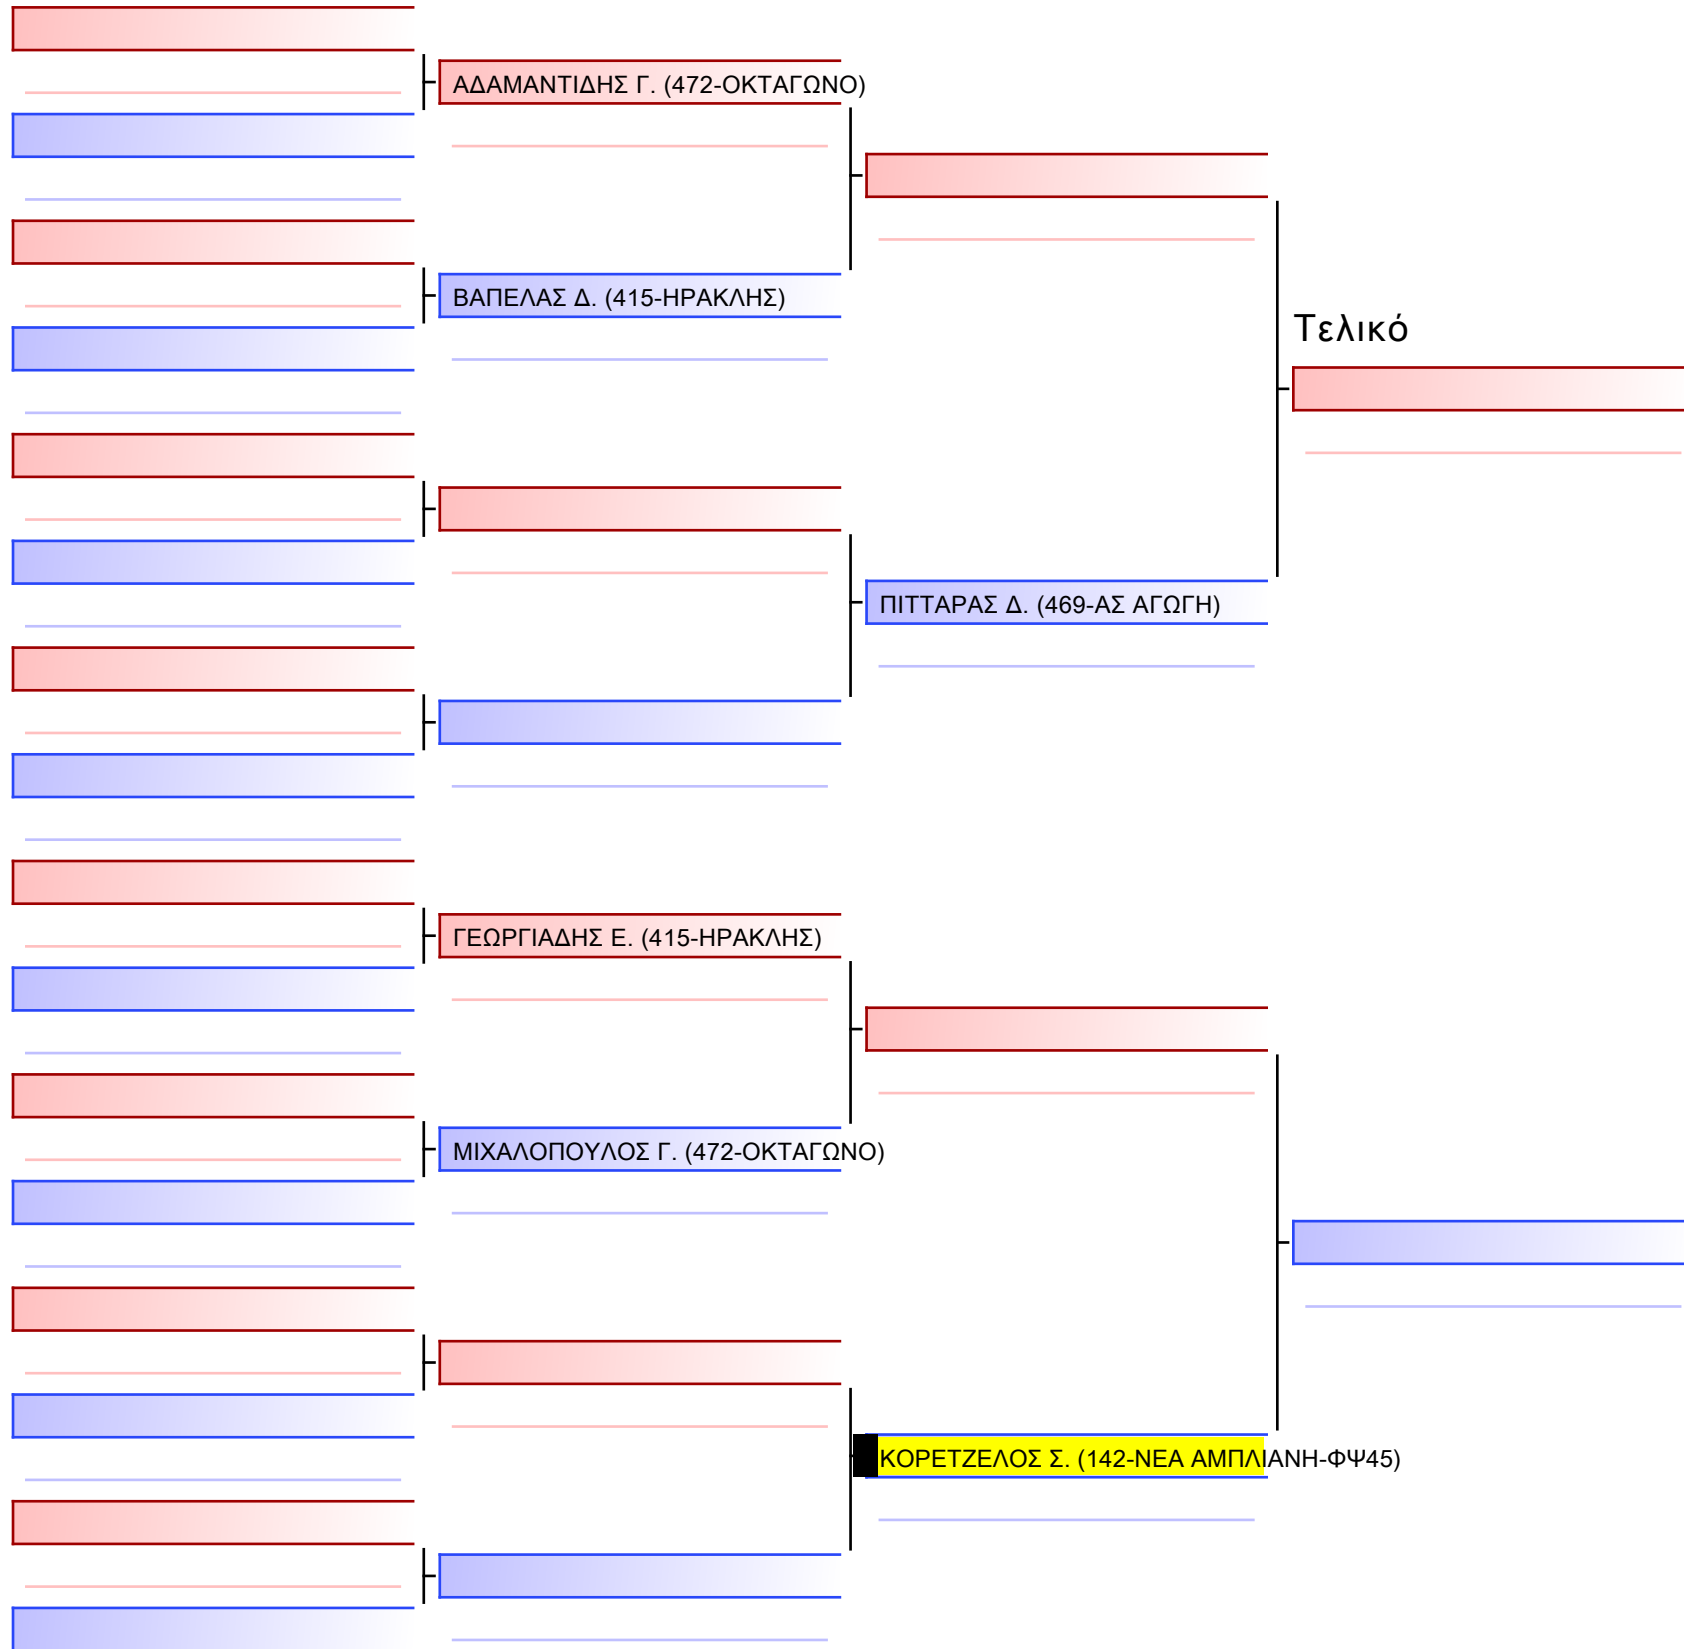 ΑΔΑΜΑΝΤΙΔΗΣ Γ. (472-ΟΚΤΑΓΩΝΟ)
ΒΑΠΕΛΑΣ Δ. (415-ΗΡΑΚΛΗΣ)
Τελικό
ΠΙΤΤΑΡΑΣ Δ. (469-ΑΣ ΑΓΩΓΗ)
ΓΕΩΡΓΙΑΔΗΣ Ε. (415-ΗΡΑΚΛΗΣ)
ΜΙΧΑΛΟΠΟΥΛΟΣ Γ. (472-ΟΚΤΑΓΩΝΟ)
ΚΟΡΕΤΖΕΛΟΣ Σ. (142-ΝΕΑ ΑΜΠΛΙΑΝΗ-ΦΨ45)